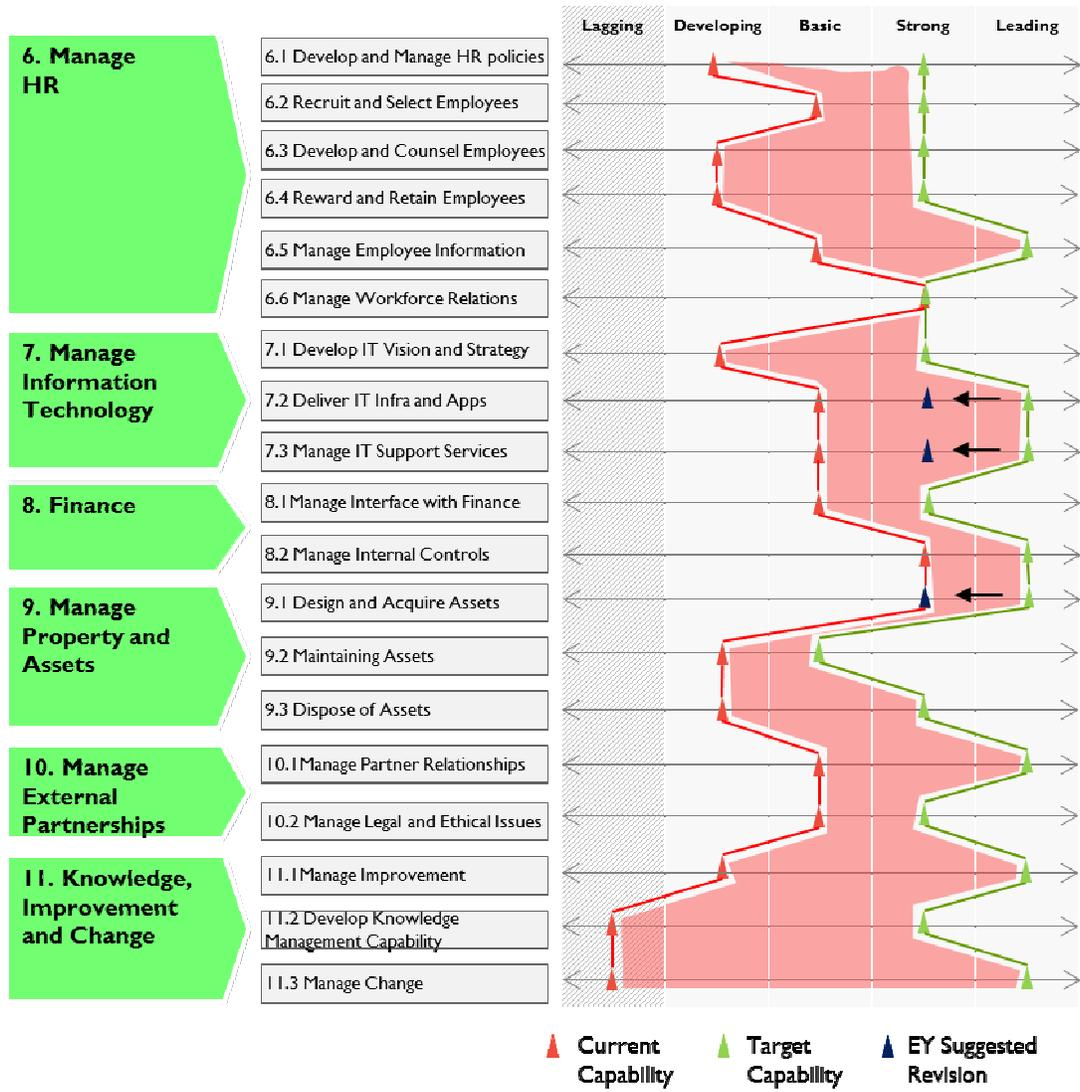 Lagging Developing Basic Strong Leading
6. Manage
HR
6.1 Develop and Manage HR policies
6.2 Recruit and Select Employees
6.3 Develop and Counsel Employees
6.4 Reward and Retain Employees
6.5 Manage Employee Information
6.6 Manage Workforce Relations
7. Manage
Information
Technology
7.1 Develop IT Vision and Strategy
7.2 Deliver IT Infra and Apps
7.3 Manage IT Support Services
8. Finance
8.1Manage Interface with Finance
8.2 Manage Internal Controls
9. Manage
Property and
Assets
9.1 Design and Acquire Assets
9.2 Maintaining Assets
9.3 Dispose of Assets
10. Manage
External
Partnerships
10.1Manage Partner Relationships
10.2 Manage Legal and Ethical Issues
11. Knowledge,
Improvement
and Change
11.1Manage Improvement
11.2 Develop Knowledge
Management Capability
11.3 Manage Change
Current
Capability
Target
Capability
EY Suggested
Revision